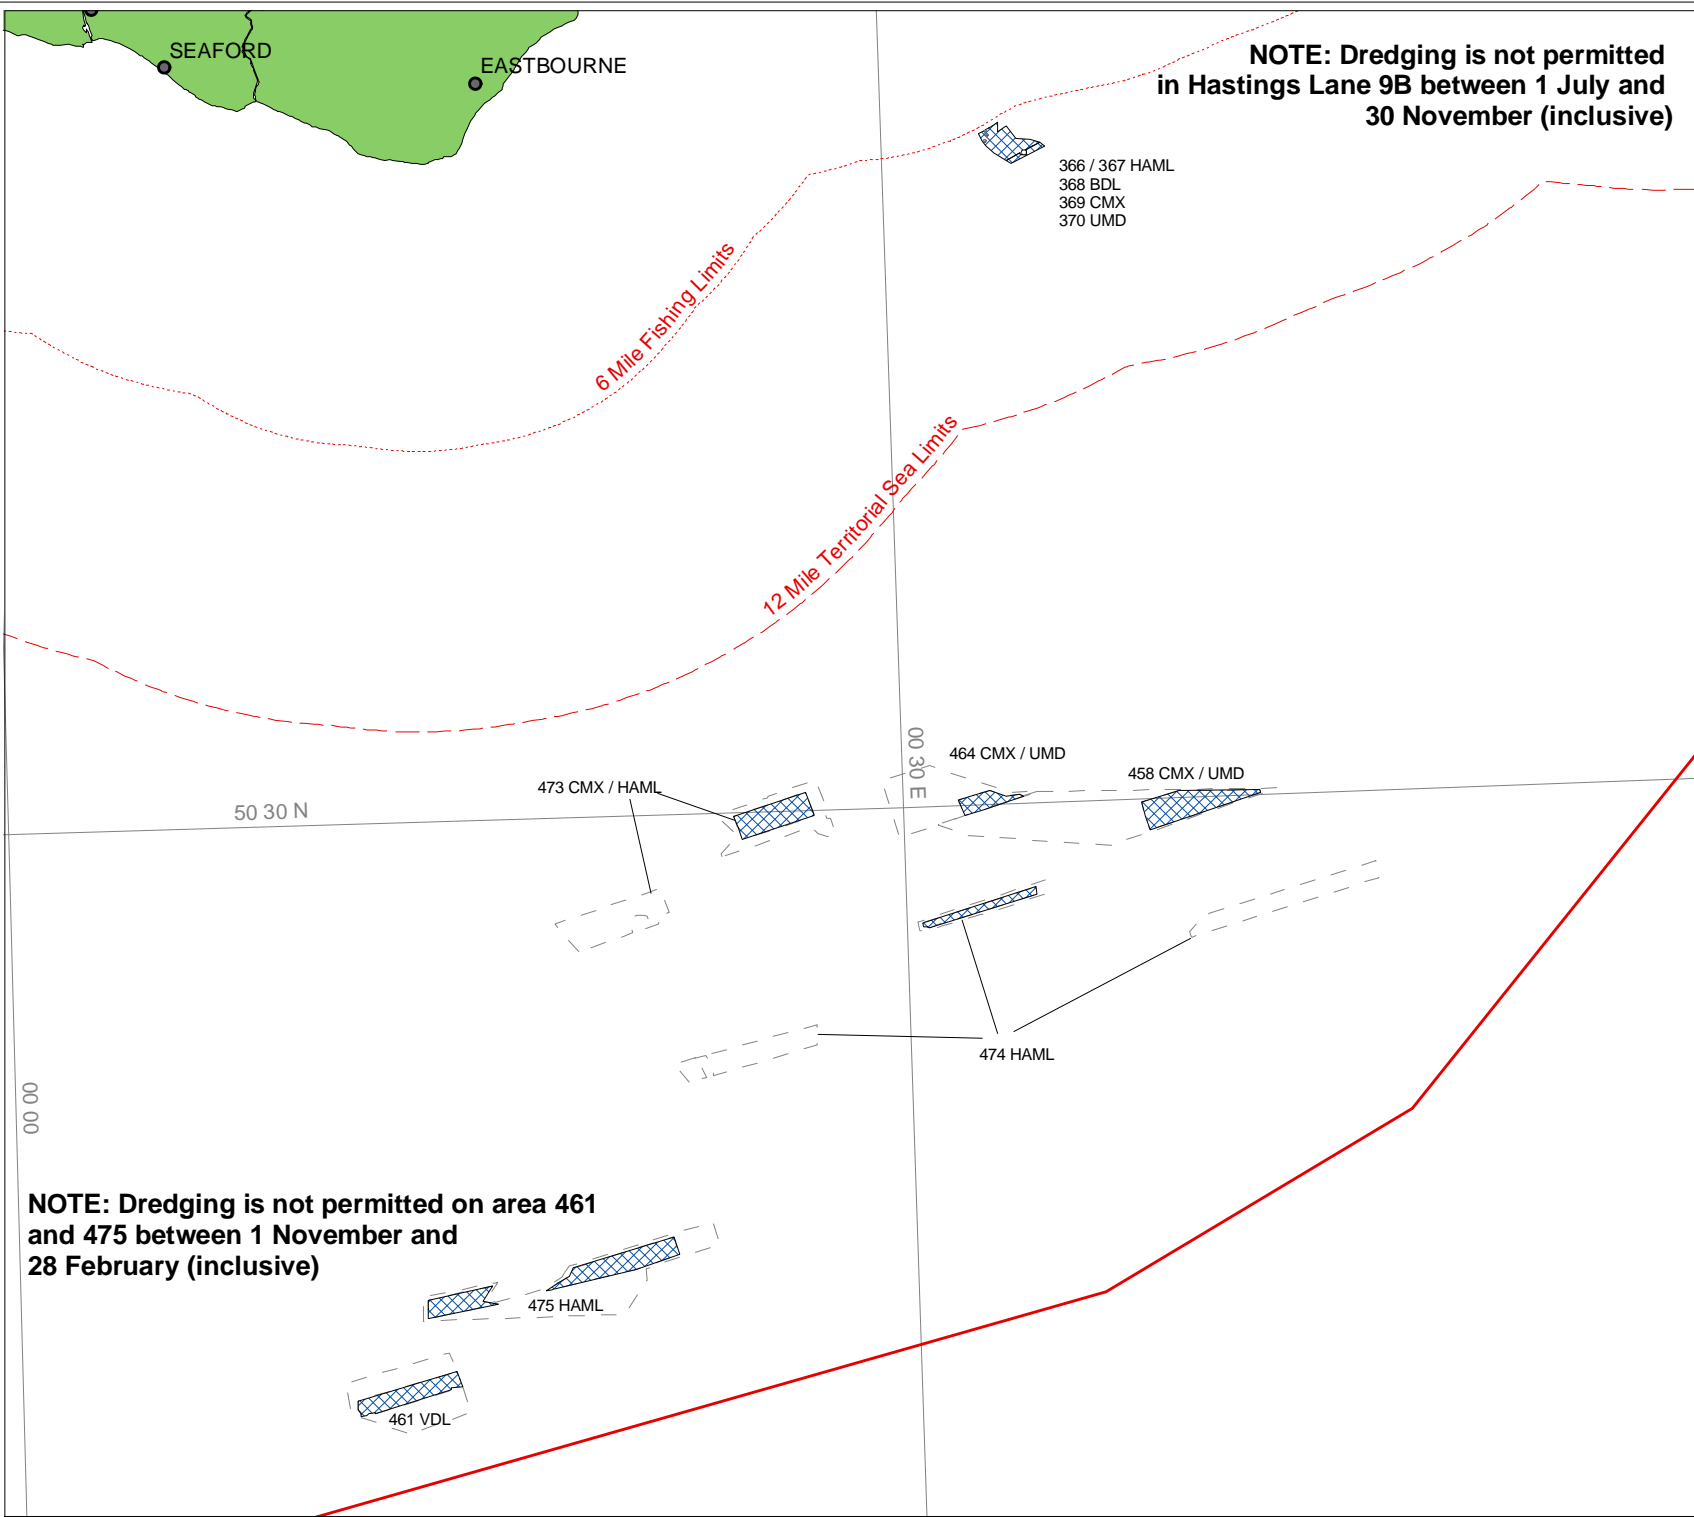 SEAFORD
EASTBOURNE
NOTE: Dredging is not permitted
in Hastings Lane 9B between 1 July and
30 November (inclusive)
366 / 367 HAML
368 BDL
369 CMX
370 UMD
6 Mile Fishing Limits
12 Mile Territorial Sea Limits
00 30 E
464 CMX / UMD
458 CMX / UMD
473 CMX / HAML
50 30 N
474 HAML
00 00
NOTE: Dredging is not permitted on area 461
and 475 between 1 November and
28 February (inclusive)
475 HAML
461 VDL